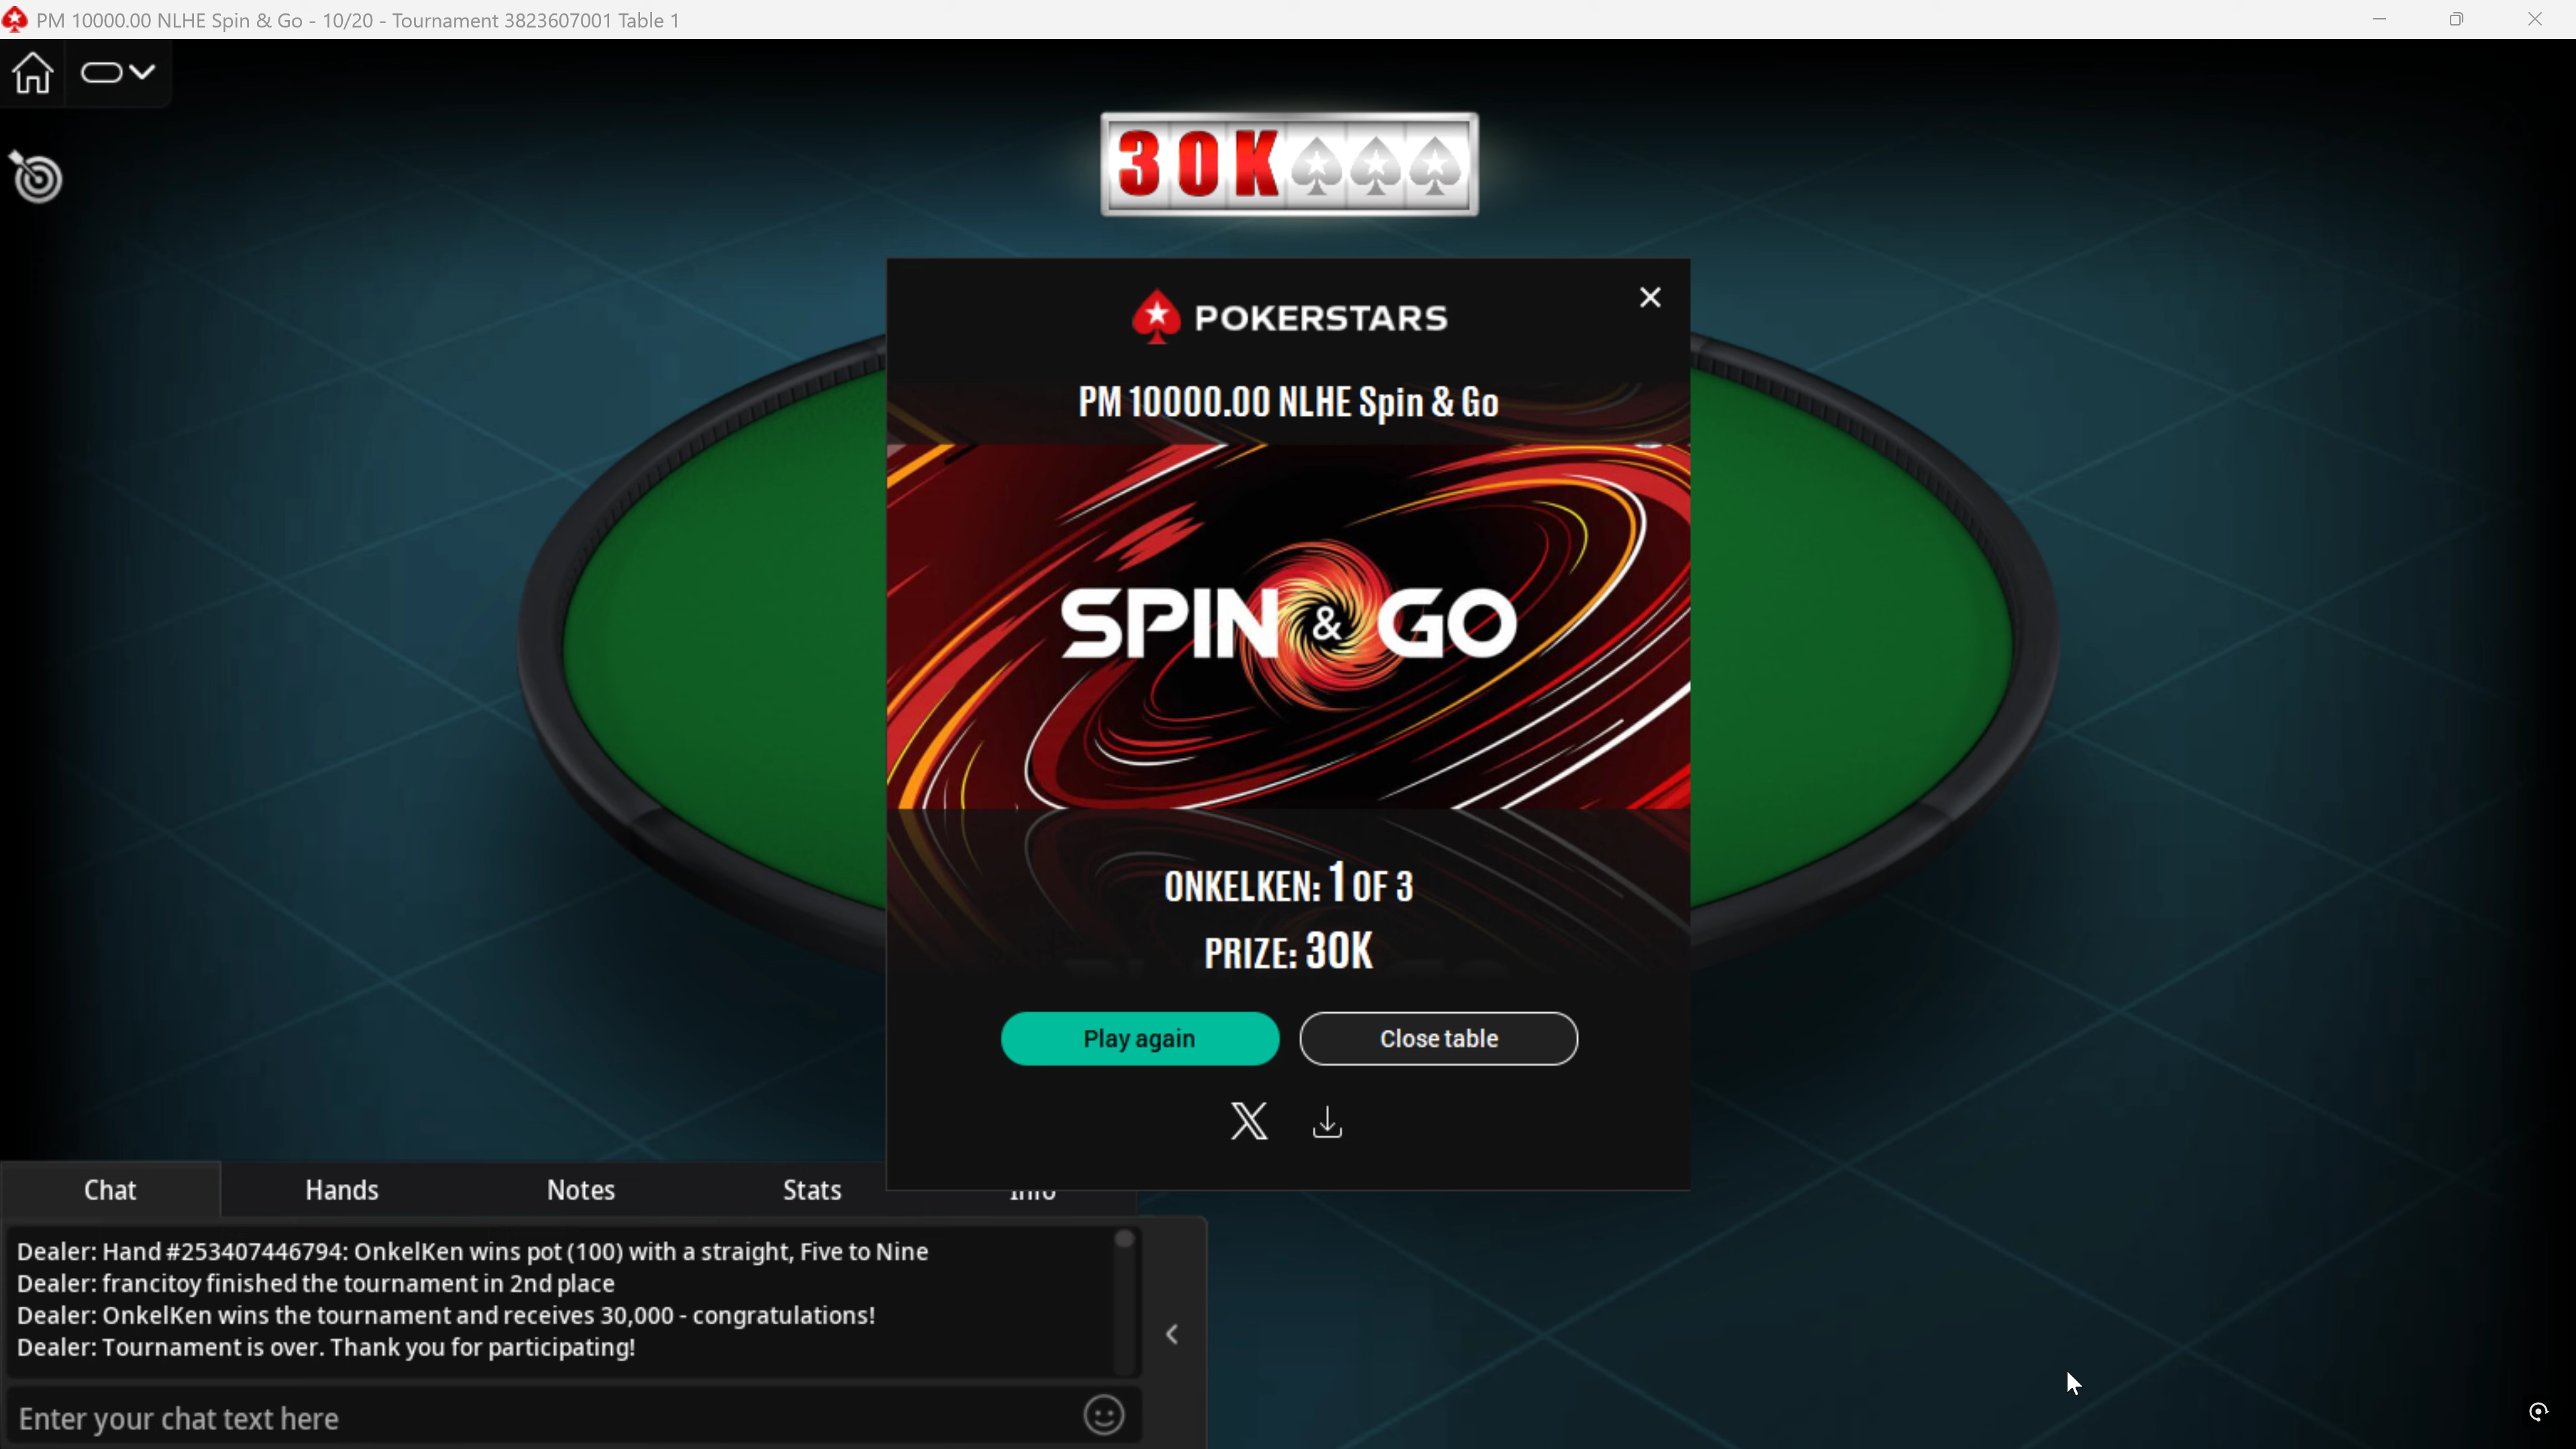 PM 10000.00 NLHE Spin & Go - 10/20 - Tournament 3823607001 Table 1
30K
POKERSTARS
PM 10000.00 NLHE Spin & Go
SPIN & GO
ONKELKEN: 1 OF 3
PRIZE: 30K
Play again
Close table
Chat
Hands
Notes
Stats
Info
Dealer: Hand #253407446794: OnkelKen wins pot (100) with a straight, Five to Nine
Dealer: francitoy finished the tournament in 2nd place
Dealer: OnkelKen wins the tournament and receives 30,000 - congratulations!
Dealer: Tournament is over. Thank you for participating!
Enter your chat text here